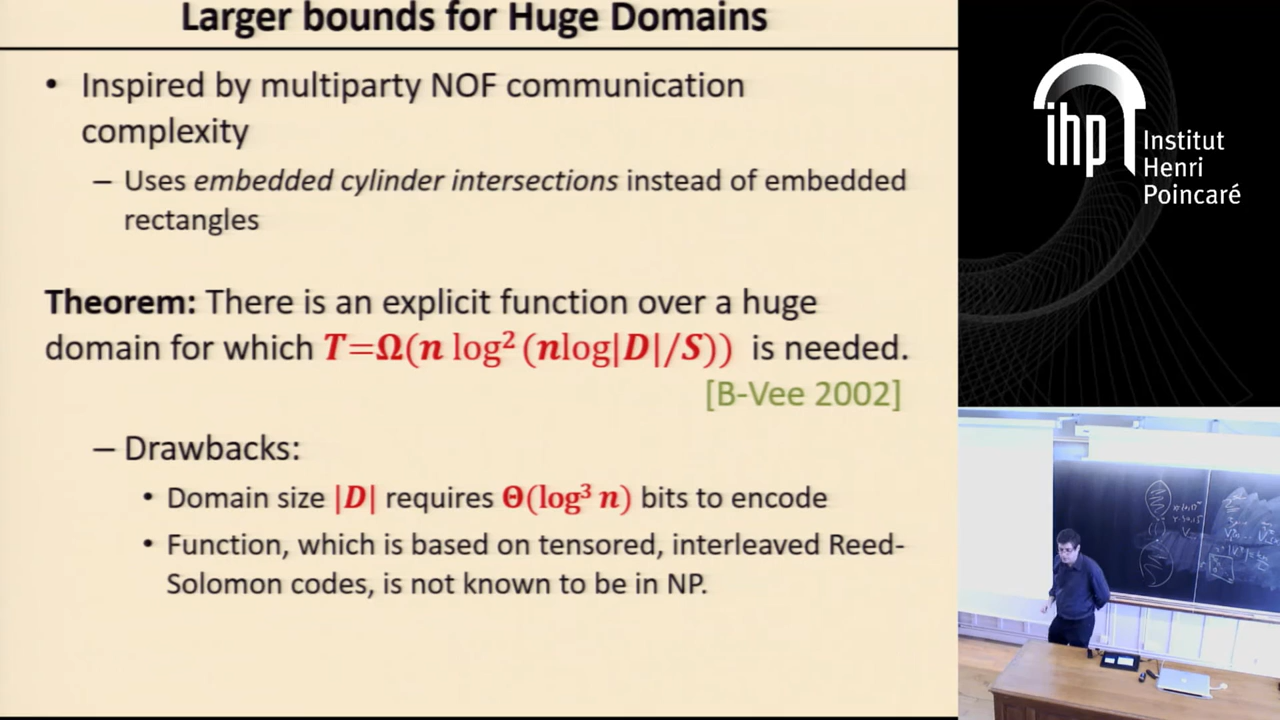 Larger bounds for Huge Domains
• Inspired by multiparty NOF communication
complexity
– Uses embedded cylinder intersections instead of embedded
rectangles
Theorem: There is an explicit function over a huge
domain for which T=Ω(n log² (nlog|D|/S)) is needed.
[B-Vee 2002]
– Drawbacks:
• Domain size |D| requires Θ(log³ n) bits to encode
• Function, which is based on tensored, interleaved Reed-
Solomon codes, is not known to be in NP.
ihp
Institut
Henri
Poincaré